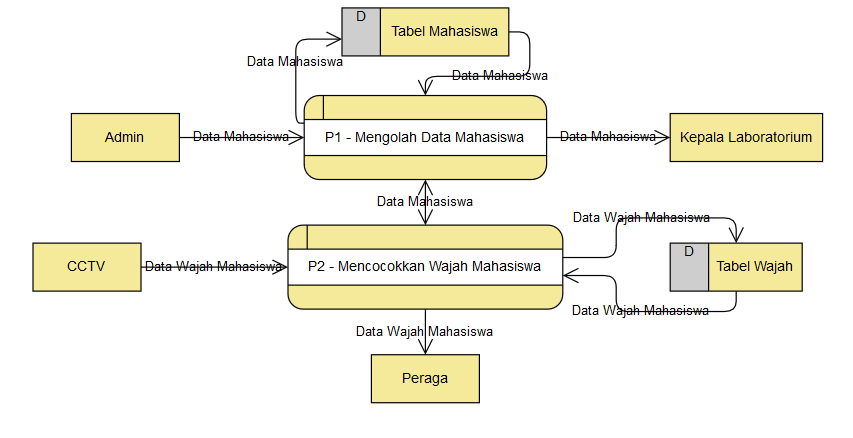 D
Tabel Mahasiswa
Data Mahasiswa
Data Mahasiswa
Admin
Data Mahasiswa
P1 - Mengolah Data Mahasiswa
Data Mahasiswa
Kepala Laboratorium
Data Mahasiswa
Data Wajah Mahasiswa
CCTV
Data Wajah Mahasiswa
P2 - Mencocokkan Wajah Mahasiswa
D
Tabel Wajah
Data Wajah Mahasiswa
Data Wajah Mahasiswa
Peraga